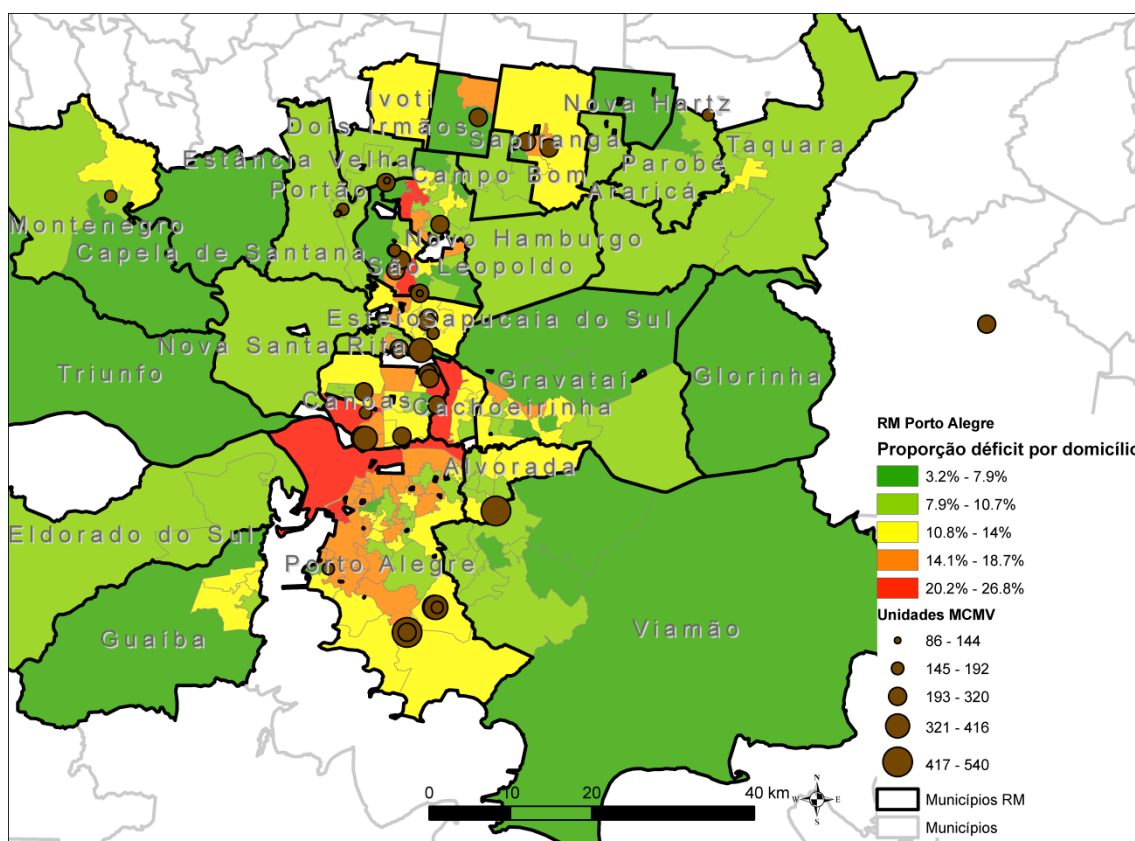 Ivoti
Nova Hartz
Dois Irmãos
Sapiranga
Taquara
Estância Velha
Campo Bom
Parobé
Portão
Araricá
Montenegro
Novo Hamburgo
Capela de Santana
São Leopoldo
Esteio
Sapucaia do Sul
Nova Santa Rita
Triunfo
Gravataí
Glorinha
Canoas
Cachoeirinha
Alvorada
Eldorado do Sul
Porto Alegre
Guaíba
Viamão
RM Porto Alegre
Proporção déficit por domicílio
3.2% - 7.9%
7.9% - 10.7%
10.8% - 14%
14.1% - 18.7%
20.2% - 26.8%
Unidades MCMV
86 - 144
145 - 192
193 - 320
321 - 416
417 - 540
Municípios RM
Municípios
0 10 20 40 km
N
W E
S